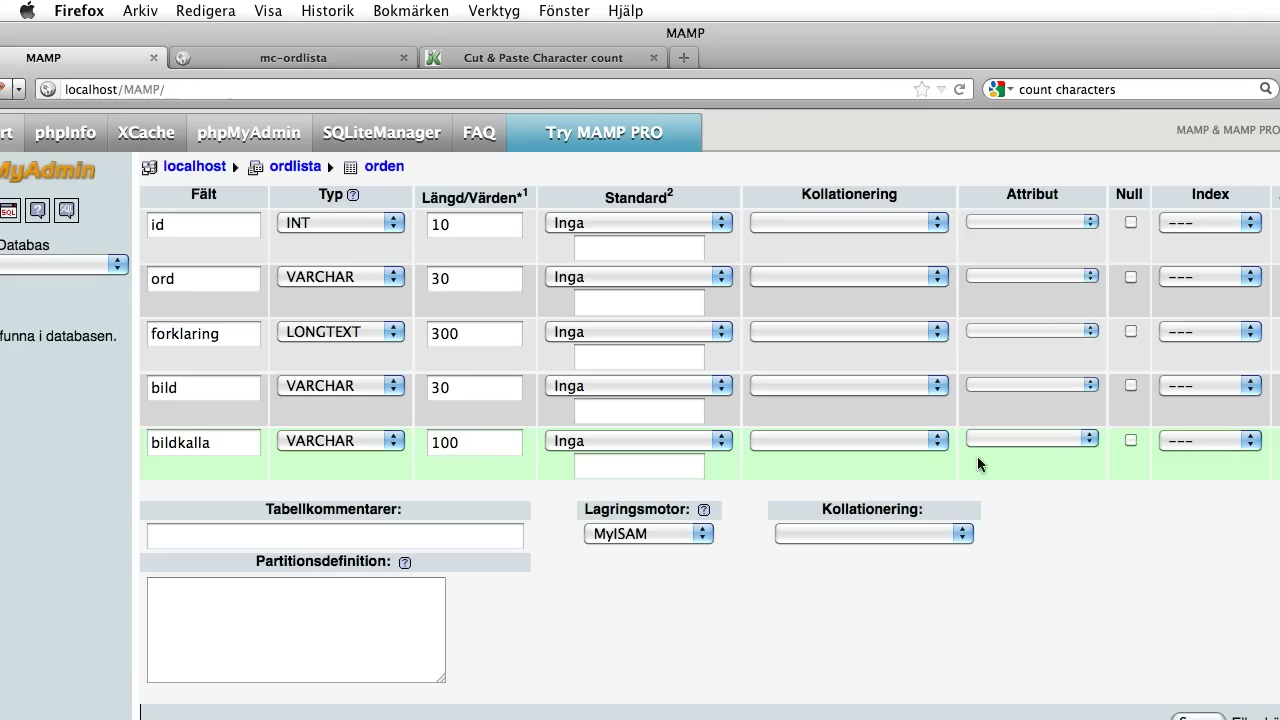 Firefox Arkiv Redigera Visa Historik Bokmärken Verktyg Fönster Hjälp
MAMP
MAMP mc-ordlista Cut & Paste Character count
localhost/MAMP/ count characters
rt phpInfo XCache phpMyAdmin SQLiteManager FAQ Try MAMP PRO MAMP & MAMP PRO
MyAdmin
localhost ordlista orden
SQL
Databas
funna i databasen.
Fält Typ Längd/Värden*1 Standard2 Kollationering Attribut Null Index
id INT 10 Inga ---
ord VARCHAR 30 Inga ---
forklaring LONGTEXT 300 Inga ---
bild VARCHAR 30 Inga ---
bildkalla VARCHAR 100 Inga ---
Tabellkommentarer: Lagringsmotor: Kollationering:
MyISAM
Partitionsdefinition: